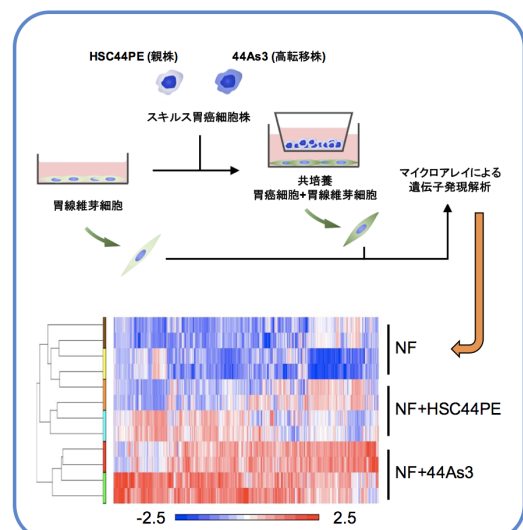 HSC44PE (親株)
44As3 (高転移株)
スキルス胃癌細胞株
胃線維芽細胞
共培養
胃癌細胞+胃線維芽細胞
マイクロアレイによる
遺伝子発現解析
NF
NF+HSC44PE
NF+44As3
-2.5
2.5